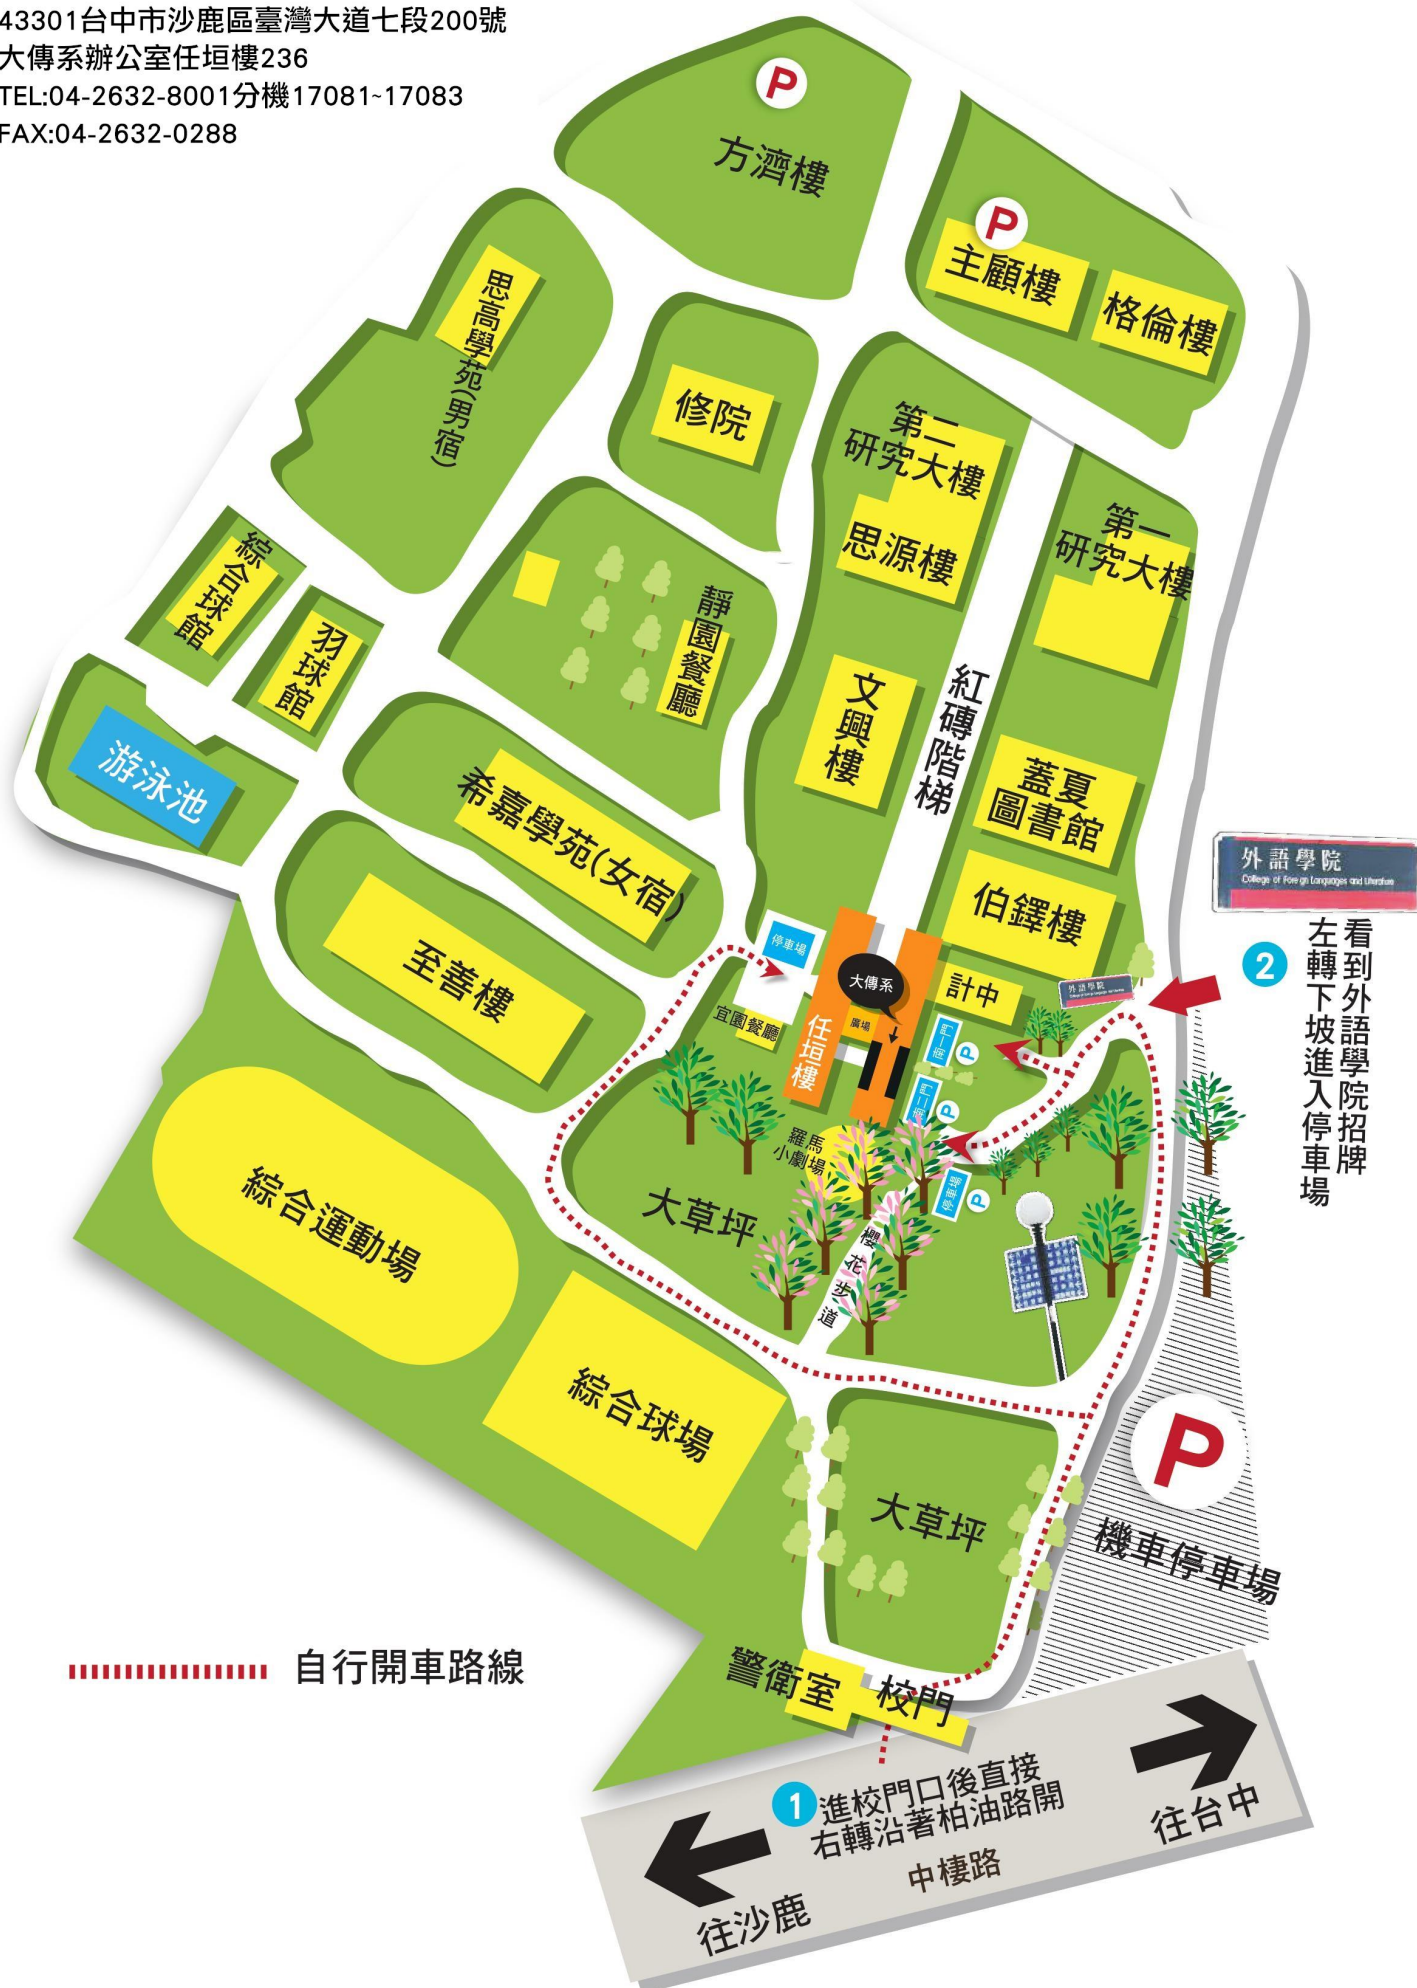 43301台中市沙鹿區臺灣大道七段200號
大傳系辦公室任垣樓236
TEL:04-2632-8001分機17081~17083
FAX:04-2632-0288
P
方濟樓
P
主顧樓
格倫樓
思高學苑(男宿)
修院
第二
研究大樓
思源樓
第一
研究大樓
綜合球館
羽球館
靜園餐廳
文興樓
紅磚階梯
蓋夏
圖書館
游泳池
希嘉學苑(女宿)
伯鐸樓
外語學院
College of Foreign Languages and Literature
2
看到外語學院招牌
左轉下坡進入停車場
至善樓
停車場
大傳系
計中
外語學院
宜園餐廳
任垣樓
廣場
南一門
P
南二門
P
羅馬
小劇場
停車場
P
大草坪
櫻花步道
綜合運動場
綜合球場
大草坪
P
機車停車場
自行開車路線
警衛室
校門
1
進校門口後直接
右轉沿著柏油路開
中棲路
往台中
往沙鹿